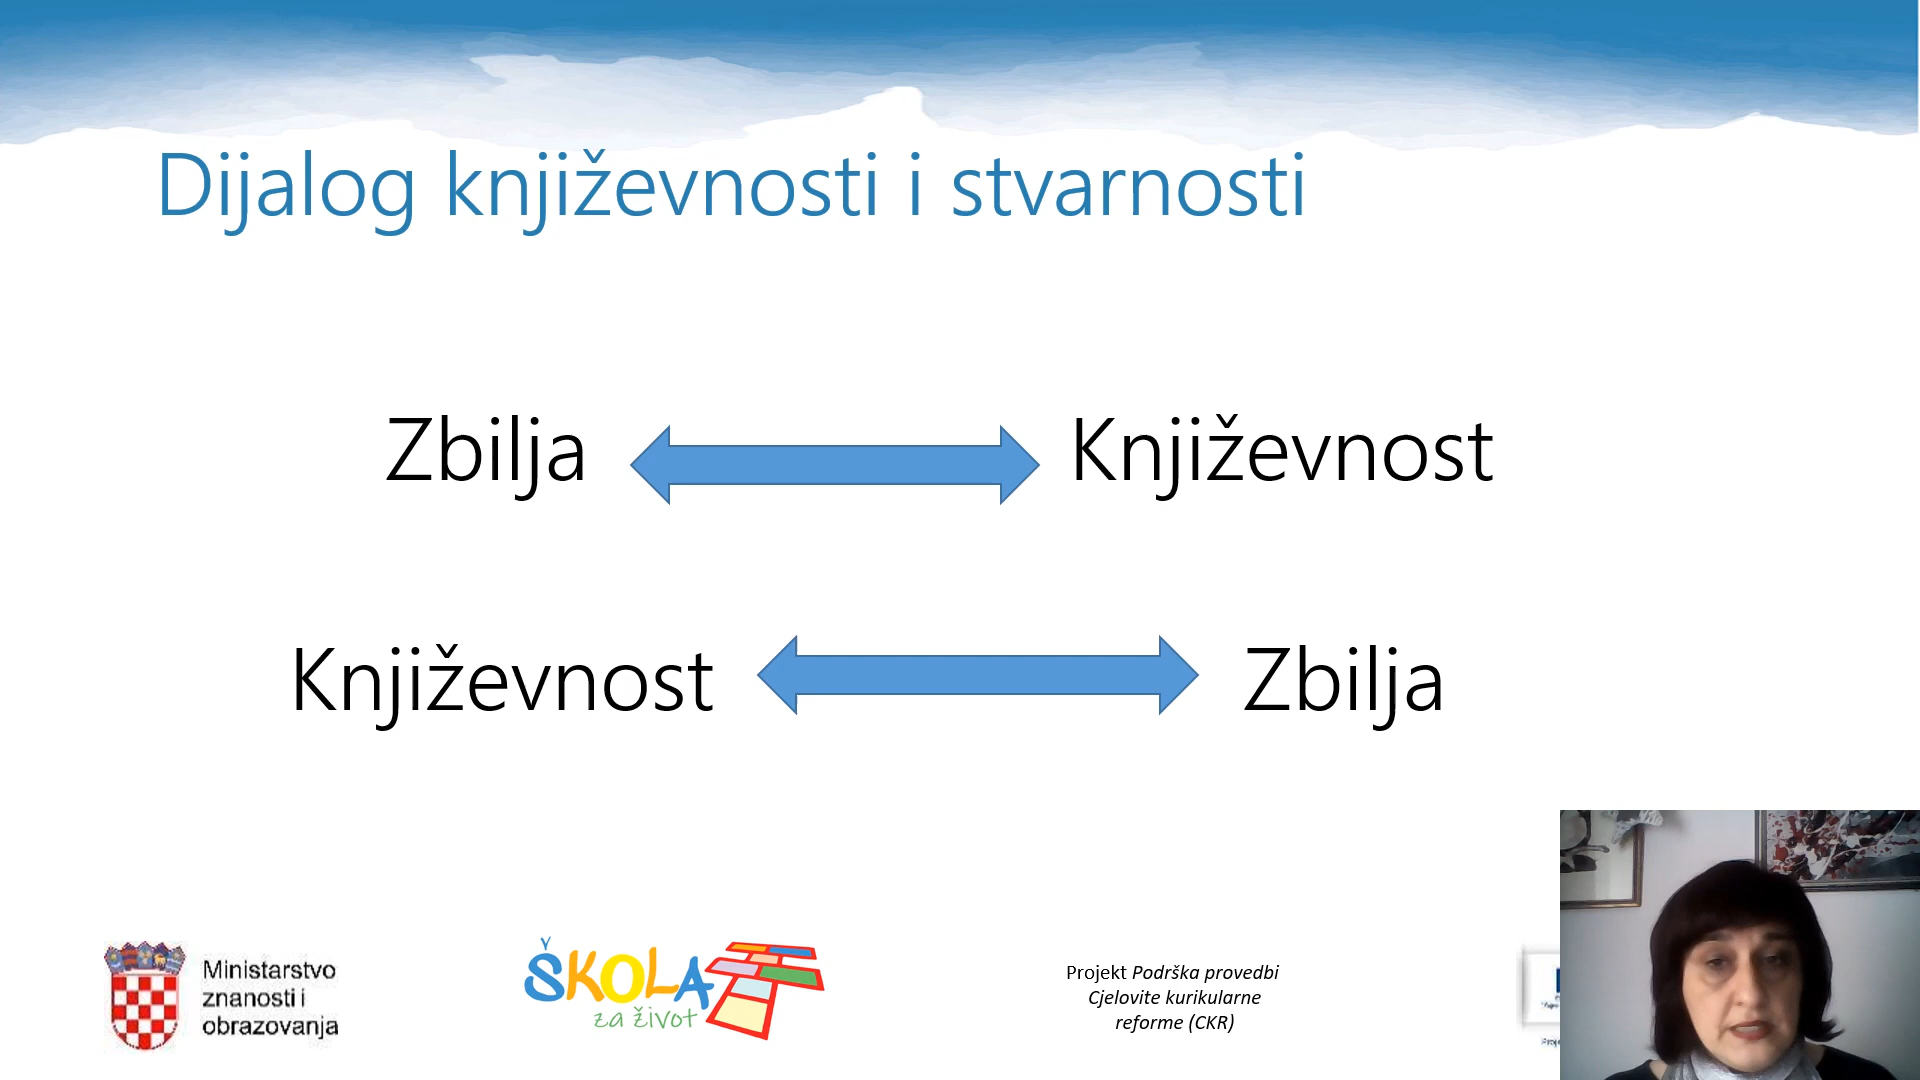 Dijalog književnosti i stvarnosti
Zbilja Književnost
Književnost Zbilja
Ministarstvo
znanosti i
obrazovanja
ŠKOLA
za život
Projekt Podrška provedbi
Cjelovite kurikularne
reforme (CKR)